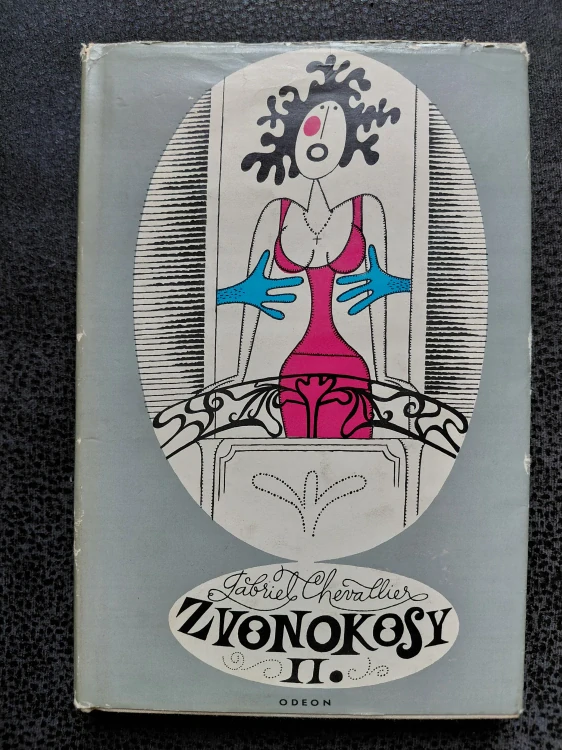 Gabriel Chevallier
ZVONOKOSY
II.
ODEON